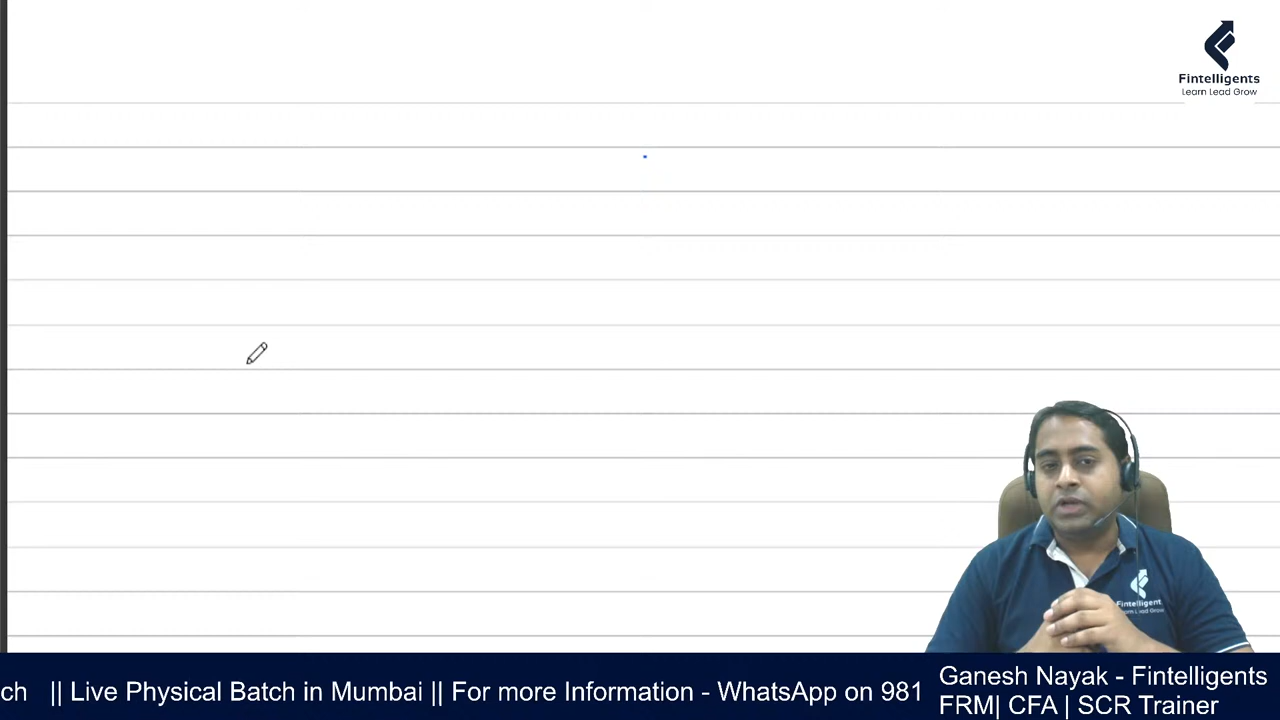 Fintelligents
Learn Lead Grow
Fintelligent
ch || Live Physical Batch in Mumbai || For more Information - WhatsApp on 981
Ganesh Nayak - Fintelligents
FRM| CFA | SCR Trainer